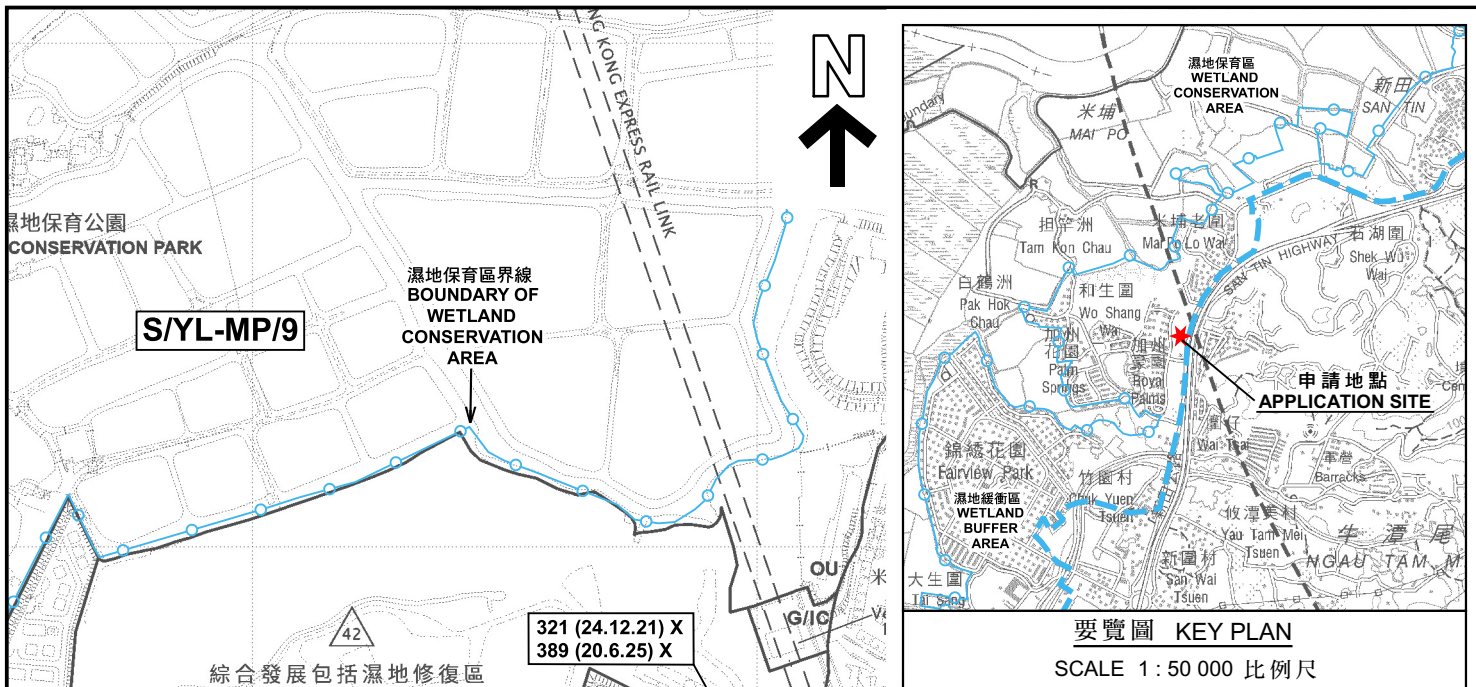 NG KONG EXPRESS RAIL LINK
濕地保育公園
CONSERVATION PARK
S/YL-MP/9
濕地保育區界線
BOUNDARY OF
WETLAND
CONSERVATION
AREA
N
OU
米
G/IC
42
321 (24.12.21) X
389 (20.6.25) X
綜合發展包括濕地修復區
濕地保育區
WETLAND
CONSERVATION
AREA
新田
SAN TIN
米埔
MAI PO
担竿洲
Tam Kon Chau
米埔老圍
Mai Po Lo Wai
石湖圍
Shek Wu
Wai
SAN TIN HIGHWAY
白鶴洲
Pak Hok
Chau
和生圍
Wo Shang
Wai
加州
花園
Palm
Springs
加州
豪園
Royal
Palms
申請地點
APPLICATION SITE
圍仔
Wai Tsai
軍營
Barracks
錦綉花園
Fairview Park
竹園村
Chuk Yuen
Tsuen
濕地緩衝區
WETLAND
BUFFER
AREA
攸潭美村
Yau Tam Mei
Tsuen
牛潭尾
NGAU TAM M
新圍村
San Wai
Tsuen
大生圍
Tai Sang
要覽圖 KEY PLAN
SCALE 1 : 50 000 比例尺